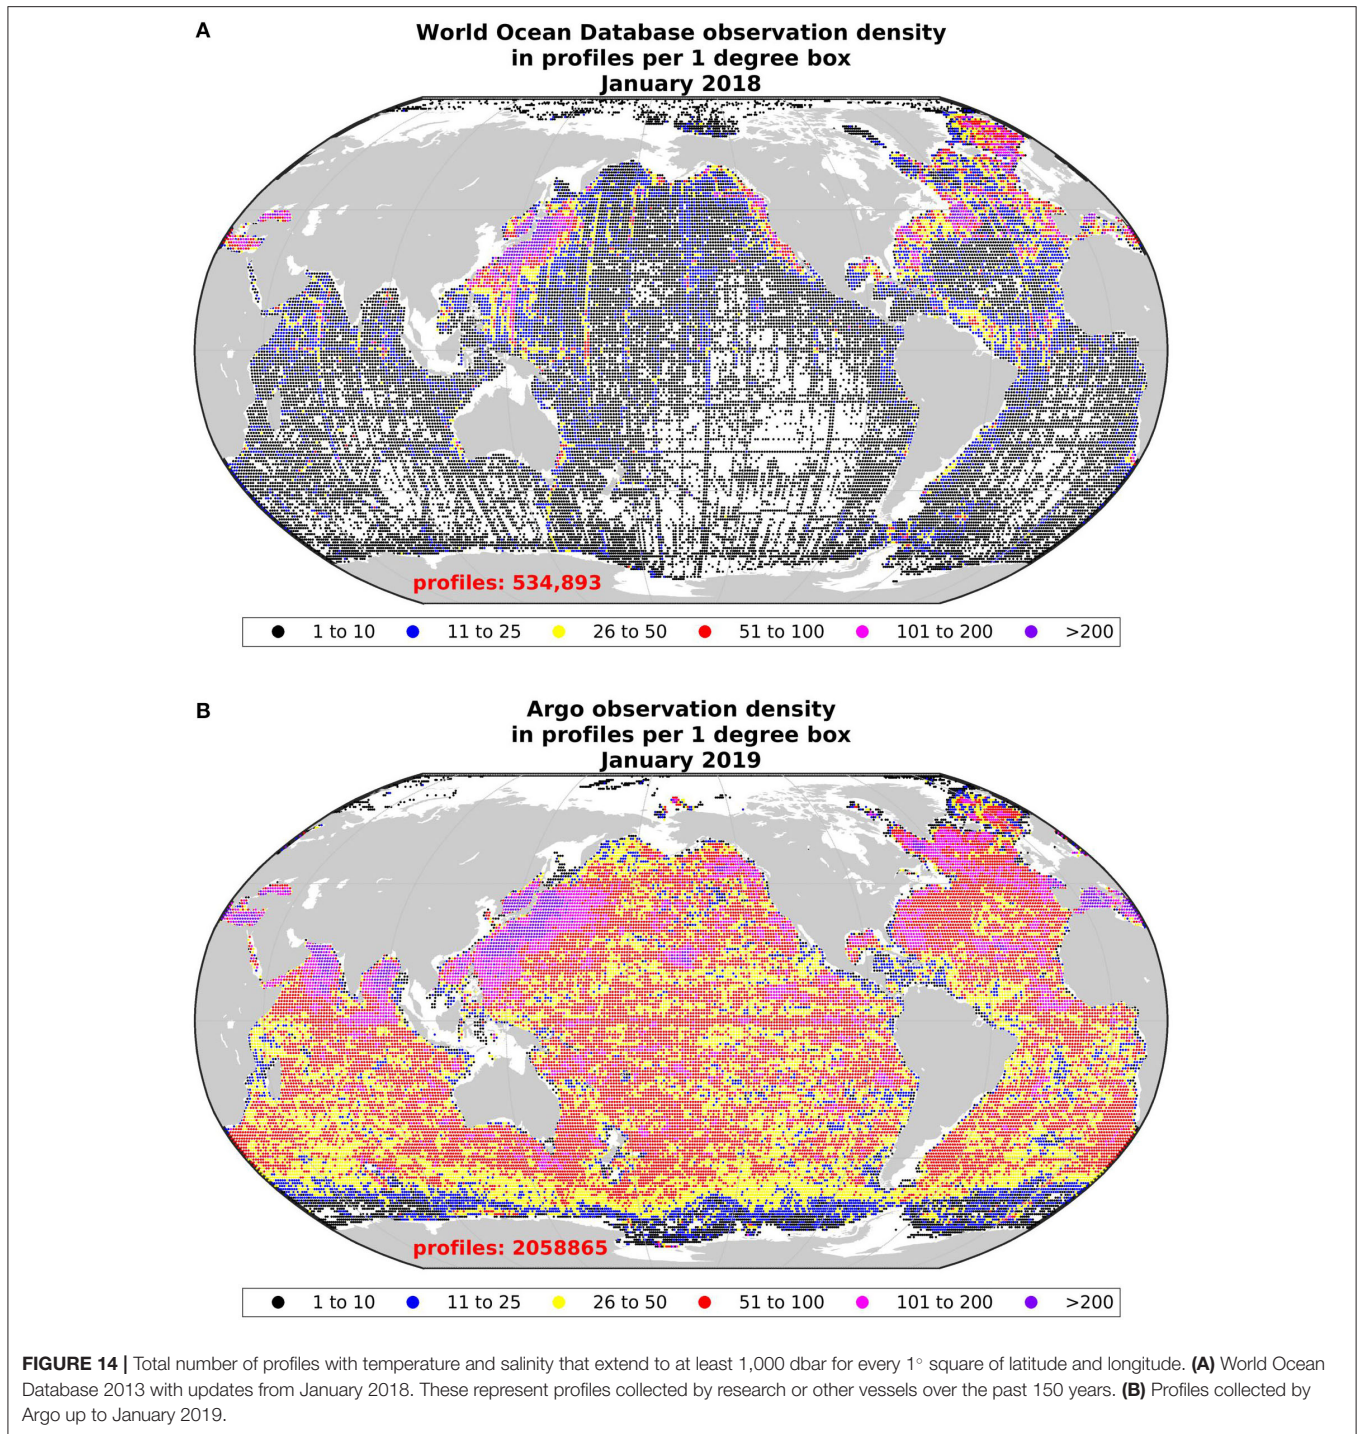 A
World Ocean Database observation density
in profiles per 1 degree box
January 2018
profiles: 534,893
1 to 10 11 to 25 26 to 50 51 to 100 101 to 200 >200
B
Argo observation density
in profiles per 1 degree box
January 2019
profiles: 2058865
1 to 10 11 to 25 26 to 50 51 to 100 101 to 200 >200
FIGURE 14 | Total number of profiles with temperature and salinity that extend to at least 1,000 dbar for every 1° square of latitude and longitude. (A) World Ocean
Database 2013 with updates from January 2018. These represent profiles collected by research or other vessels over the past 150 years. (B) Profiles collected by
Argo up to January 2019.